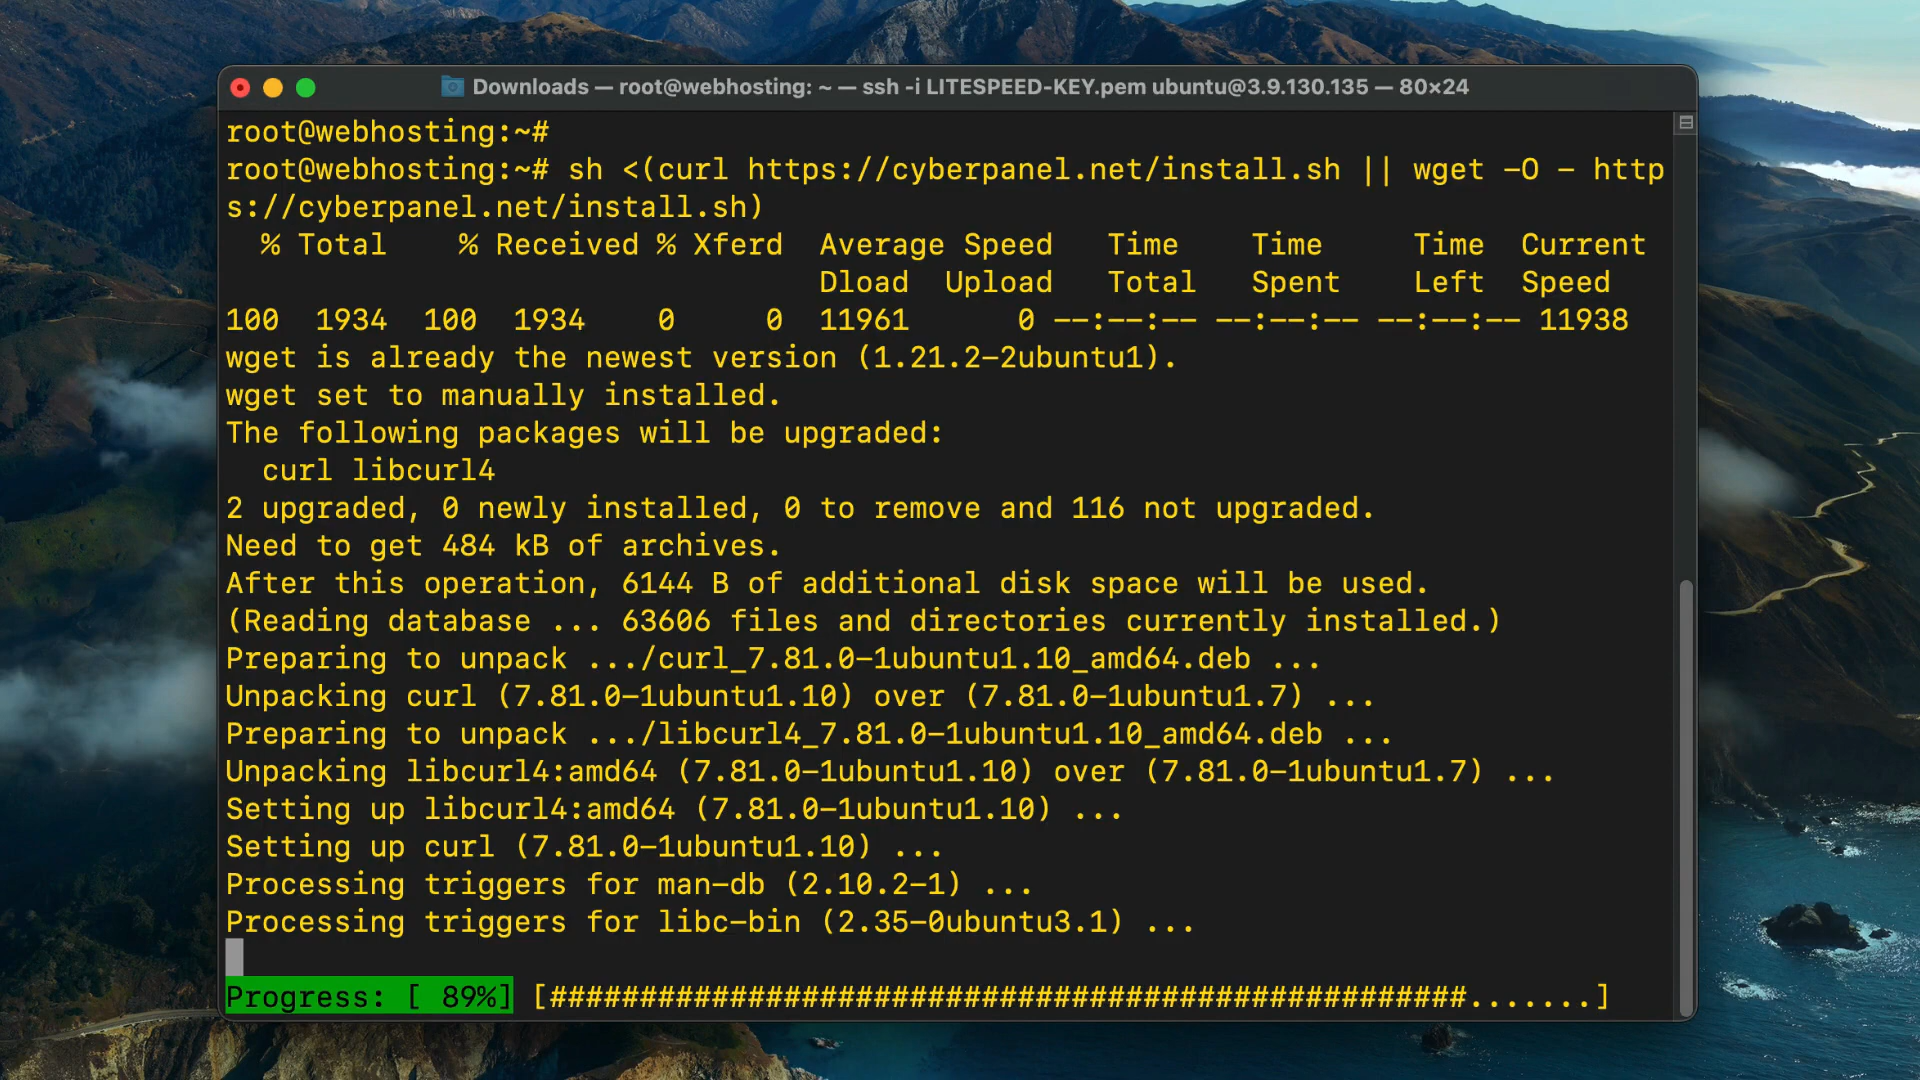 Downloads — root@webhosting: ~ — ssh -i LITESPEED-KEY.pem ubuntu@3.9.130.135 — 80×24
root@webhosting:~#
root@webhosting:~# sh <(curl https://cyberpanel.net/install.sh || wget -O - http
s://cyberpanel.net/install.sh)
  % Total    % Received % Xferd  Average Speed   Time    Time     Time  Current
                                 Dload  Upload   Total   Spent    Left  Speed
100  1934  100  1934    0     0  11961      0 --:--:-- --:--:-- --:--:-- 11938
wget is already the newest version (1.21.2-2ubuntu1).
wget set to manually installed.
The following packages will be upgraded:
  curl libcurl4
2 upgraded, 0 newly installed, 0 to remove and 116 not upgraded.
Need to get 484 kB of archives.
After this operation, 6144 B of additional disk space will be used.
(Reading database ... 63606 files and directories currently installed.)
Preparing to unpack .../curl_7.81.0-1ubuntu1.10_amd64.deb ...
Unpacking curl (7.81.0-1ubuntu1.10) over (7.81.0-1ubuntu1.7) ...
Preparing to unpack .../libcurl4_7.81.0-1ubuntu1.10_amd64.deb ...
Unpacking libcurl4:amd64 (7.81.0-1ubuntu1.10) over (7.81.0-1ubuntu1.7) ...
Setting up libcurl4:amd64 (7.81.0-1ubuntu1.10) ...
Setting up curl (7.81.0-1ubuntu1.10) ...
Processing triggers for man-db (2.10.2-1) ...
Processing triggers for libc-bin (2.35-0ubuntu3.1) ...
Progress: [ 89%] [###################################################.......]